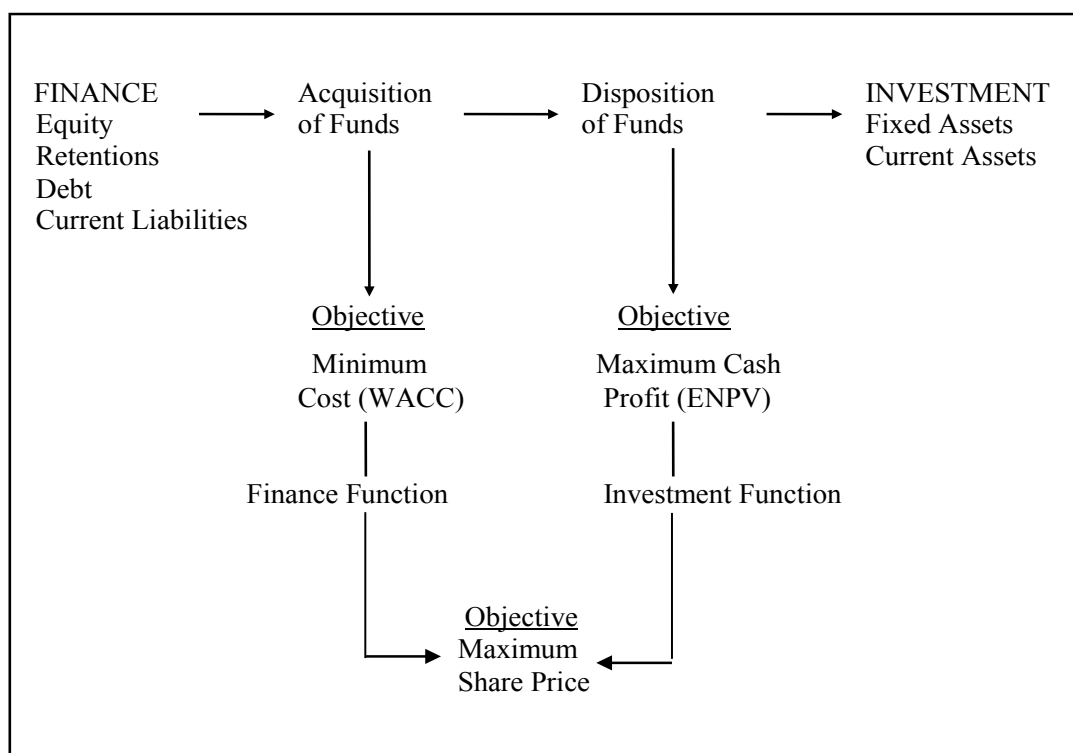 FINANCE
Equity
Retentions
Debt
Current Liabilities
Acquisition
of Funds
Disposition
of Funds
INVESTMENT
Fixed Assets
Current Assets
Objective
Minimum
Cost (WACC)
Objective
Maximum Cash
Profit (ENPV)
Finance Function
Investment Function
Objective
Maximum
Share Price